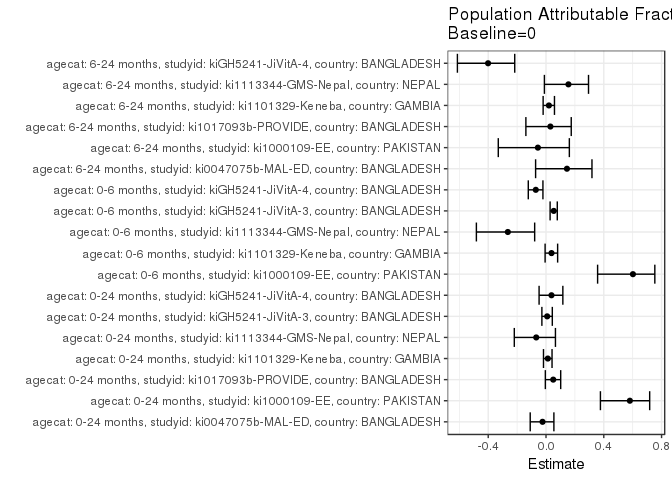 Population Attributable Fract
Baseline=0
agecat: 6-24 months, studyid: kiGH5241-JiVitA-4, country: BANGLADESH
agecat: 6-24 months, studyid: ki1113344-GMS-Nepal, country: NEPAL
agecat: 6-24 months, studyid: ki1101329-Keneba, country: GAMBIA
agecat: 6-24 months, studyid: ki1017093b-PROVIDE, country: BANGLADESH
agecat: 6-24 months, studyid: ki1000109-EE, country: PAKISTAN
agecat: 6-24 months, studyid: ki0047075b-MAL-ED, country: BANGLADESH
agecat: 0-6 months, studyid: kiGH5241-JiVitA-4, country: BANGLADESH
agecat: 0-6 months, studyid: kiGH5241-JiVitA-3, country: BANGLADESH
agecat: 0-6 months, studyid: ki1113344-GMS-Nepal, country: NEPAL
agecat: 0-6 months, studyid: ki1101329-Keneba, country: GAMBIA
agecat: 0-6 months, studyid: ki1000109-EE, country: PAKISTAN
agecat: 0-24 months, studyid: kiGH5241-JiVitA-4, country: BANGLADESH
agecat: 0-24 months, studyid: kiGH5241-JiVitA-3, country: BANGLADESH
agecat: 0-24 months, studyid: ki1113344-GMS-Nepal, country: NEPAL
agecat: 0-24 months, studyid: ki1101329-Keneba, country: GAMBIA
agecat: 0-24 months, studyid: ki1017093b-PROVIDE, country: BANGLADESH
agecat: 0-24 months, studyid: ki1000109-EE, country: PAKISTAN
agecat: 0-24 months, studyid: ki0047075b-MAL-ED, country: BANGLADESH
-0.4 0.0 0.4 0.8
Estimate